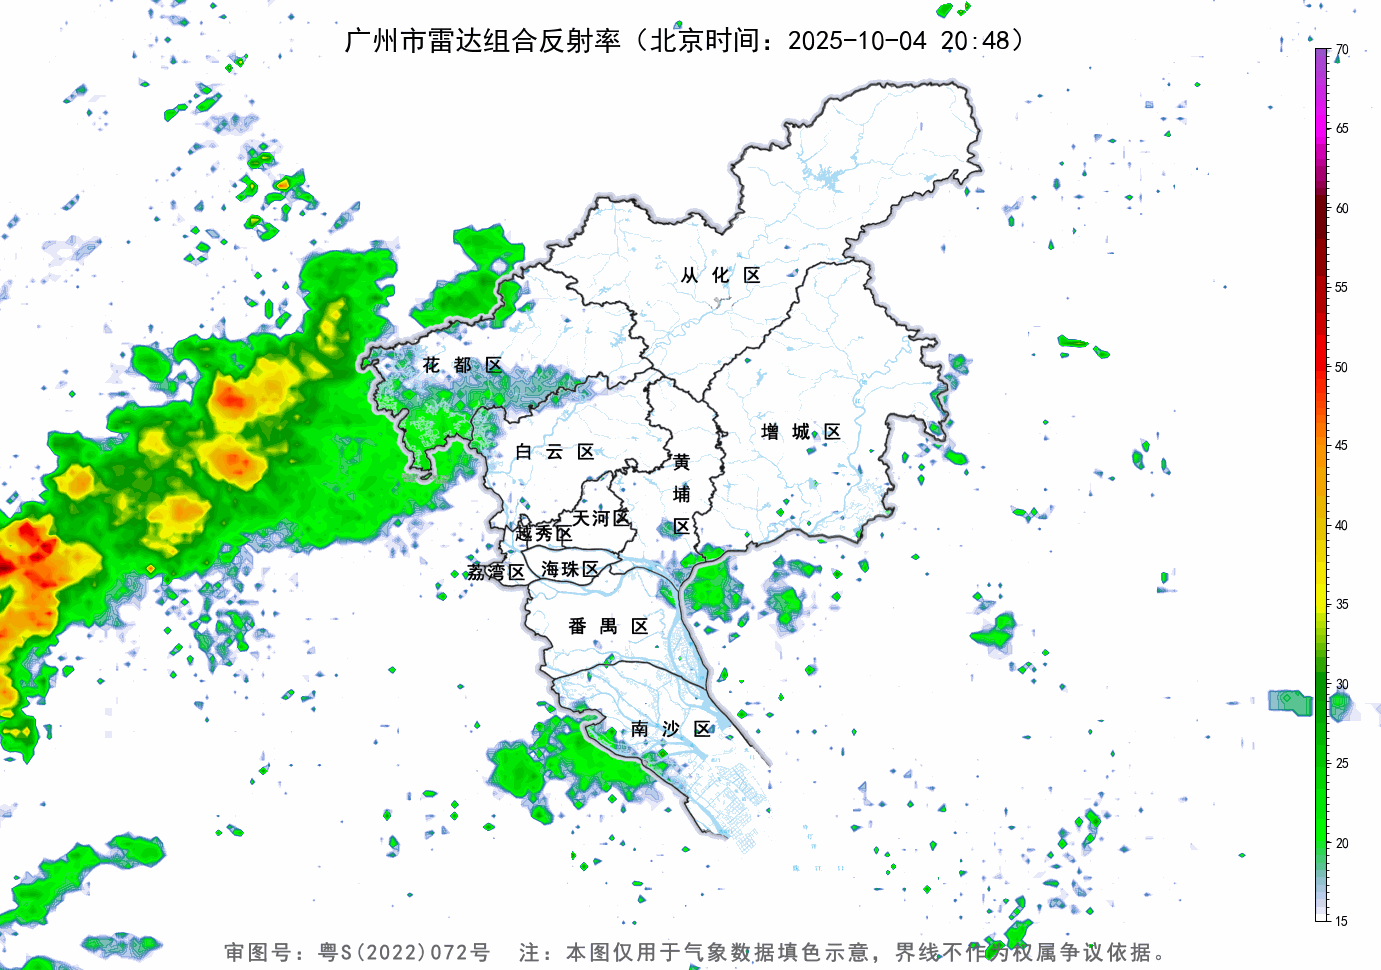 广州市雷达组合反射率（北京时间：2025-10-04 20:48）
70
65
60
55
50
45
40
35
30
25
20
15
从化区
花都区
增城区
白云区
黄埔区
天河区
越秀区
荔湾区
海珠区
番禺区
南沙区
审图号：粤S(2022)072号 注：本图仅用于气象数据填色示意，界线不作为权属争议依据。